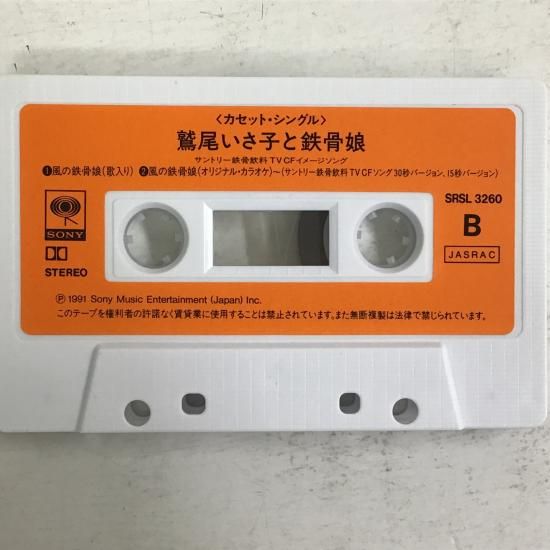 〈カセット・シングル〉
鷲尾いさ子と鉄骨娘
サントリー鉄骨飲料TVCFイメージソング
❶風の鉄骨娘(歌入り) ❷風の鉄骨娘(オリジナル・カラオケ)~(サントリー鉄骨飲料TVCFソング30秒バージョン、15秒バージョン)
SRSL 3260
SONY
B
STEREO
JASRAC
Ⓟ 1991 Sony Music Entertainment (Japan) Inc.
このテープを権利者の許諾なく賃貸業に使用することは禁止されています。また無断複製は法律で禁じられています。